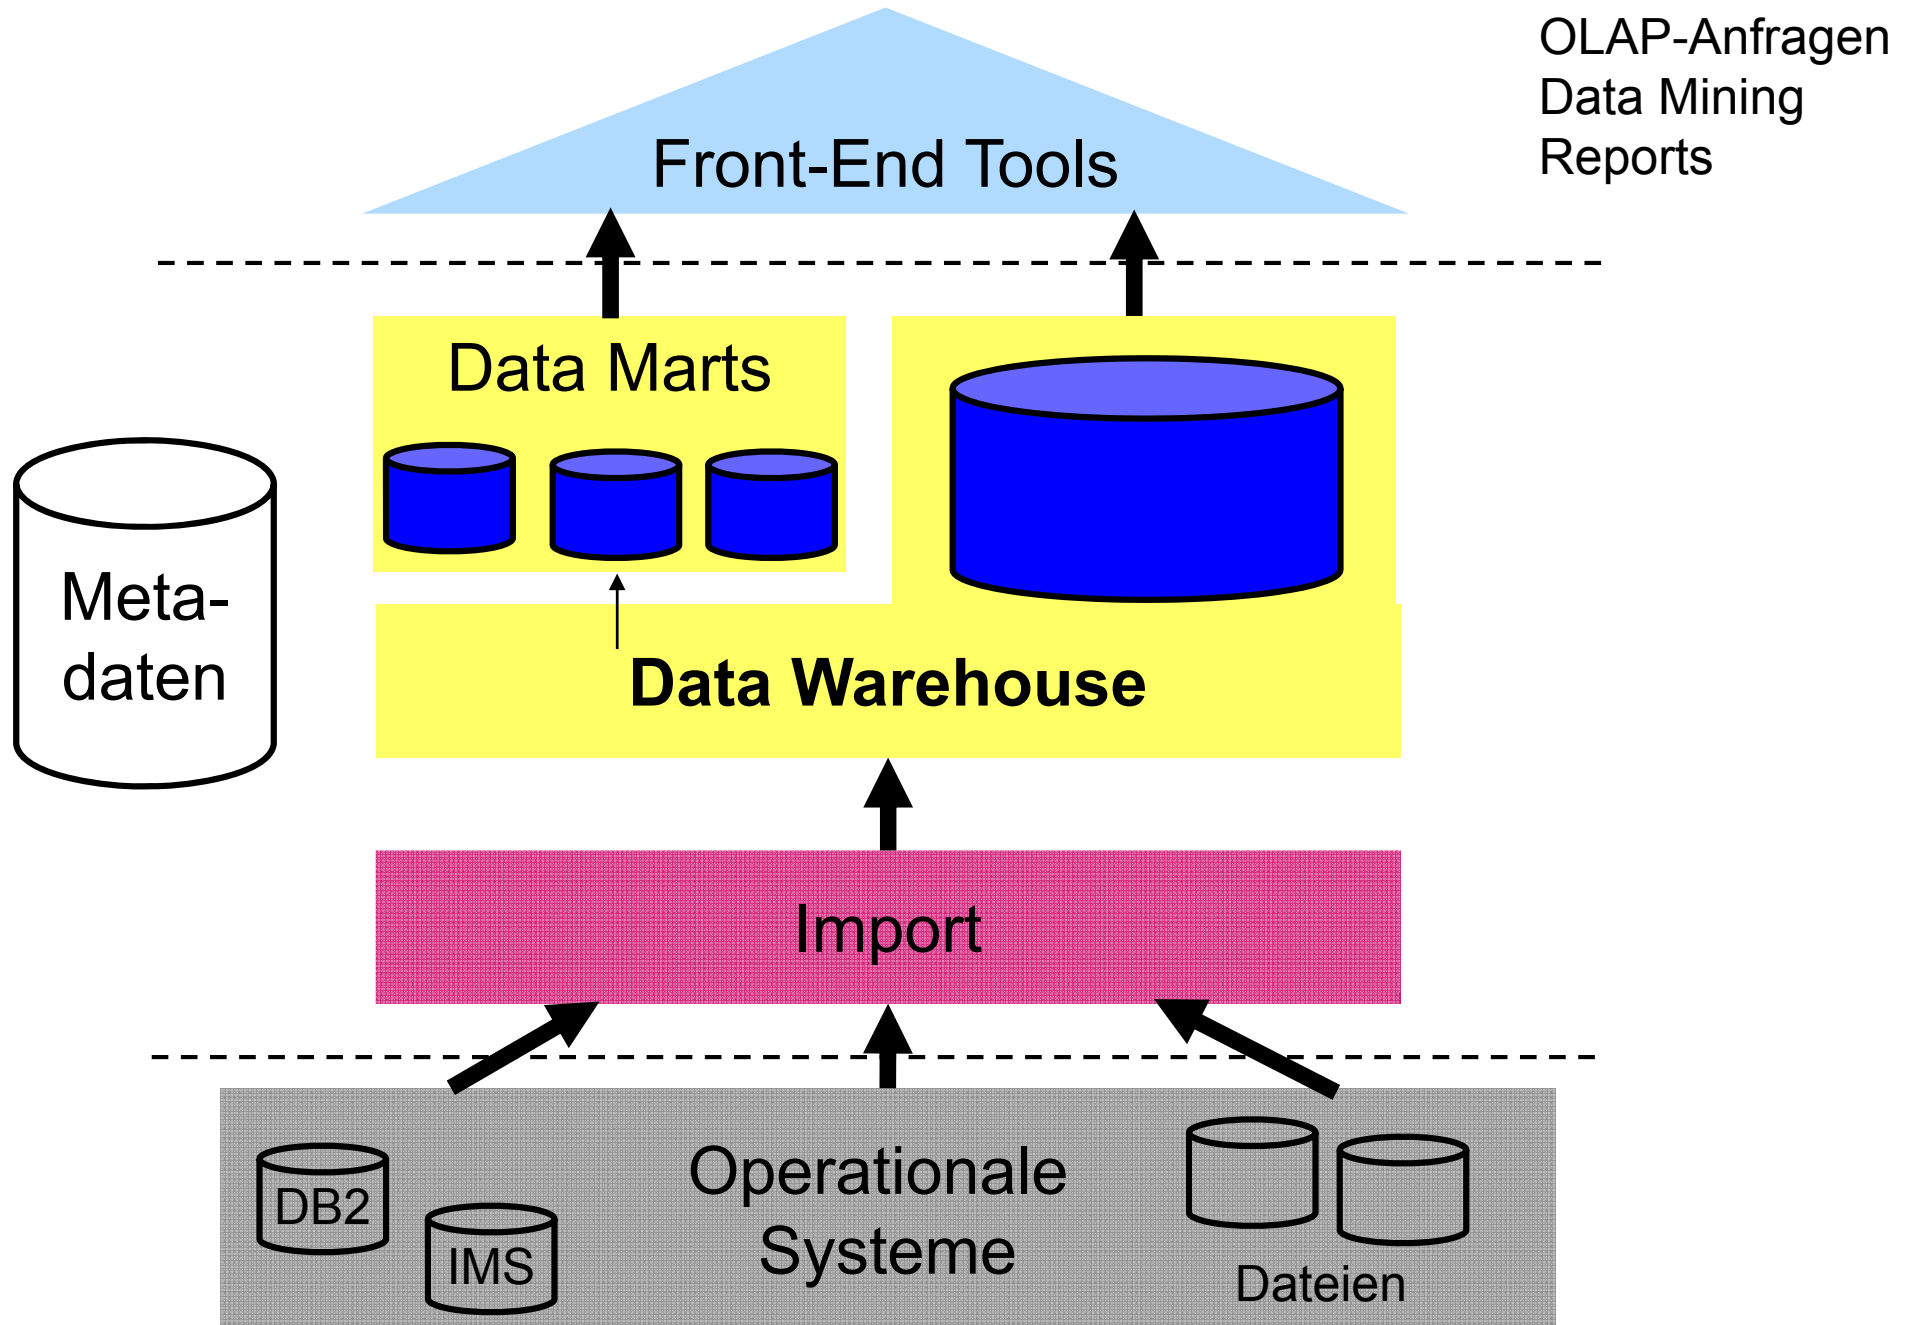 OLAP-Anfragen
Data Mining
Reports
Front-End Tools
Data Marts
Meta-
daten
Data Warehouse
Import
Operationale
Systeme
DB2
IMS
Dateien